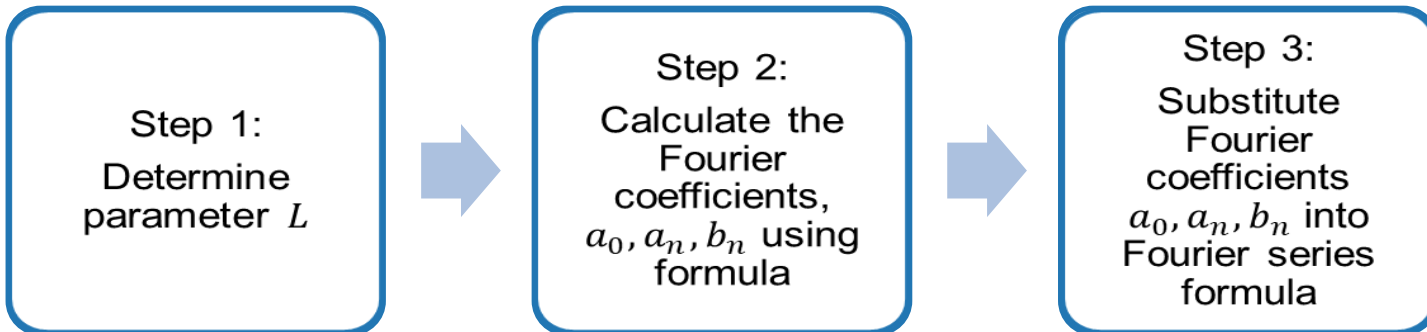 Step 1:
Determine
parameter L
Step 2:
Calculate the
Fourier
coefficients,
a₀, aₙ, bₙ using
formula
Step 3:
Substitute
Fourier
coefficients
a₀, aₙ, bₙ into
Fourier series
formula